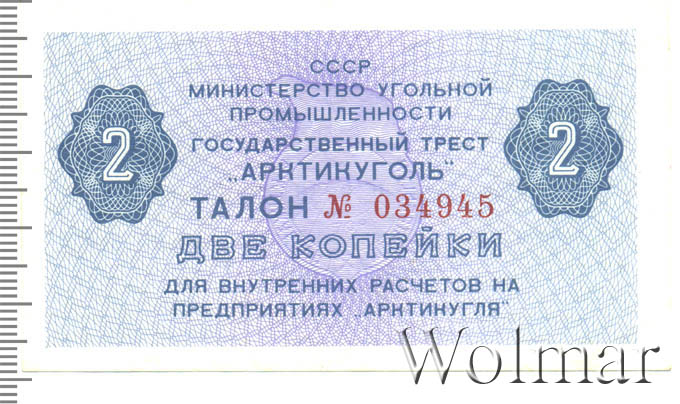 СССР
МИНИСТЕРСТВО УГОЛЬНОЙ
ПРОМЫШЛЕННОСТИ
ГОСУДАРСТВЕННЫЙ ТРЕСТ
„АРКТИКУГОЛЬ"
2
2
ТАЛОН № 034945
ДВЕ КОПЕЙКИ
ДЛЯ ВНУТРЕННИХ РАСЧЕТОВ НА
ПРЕДПРИЯТИЯХ „АРКТИКУГЛЯ"
Wolmar